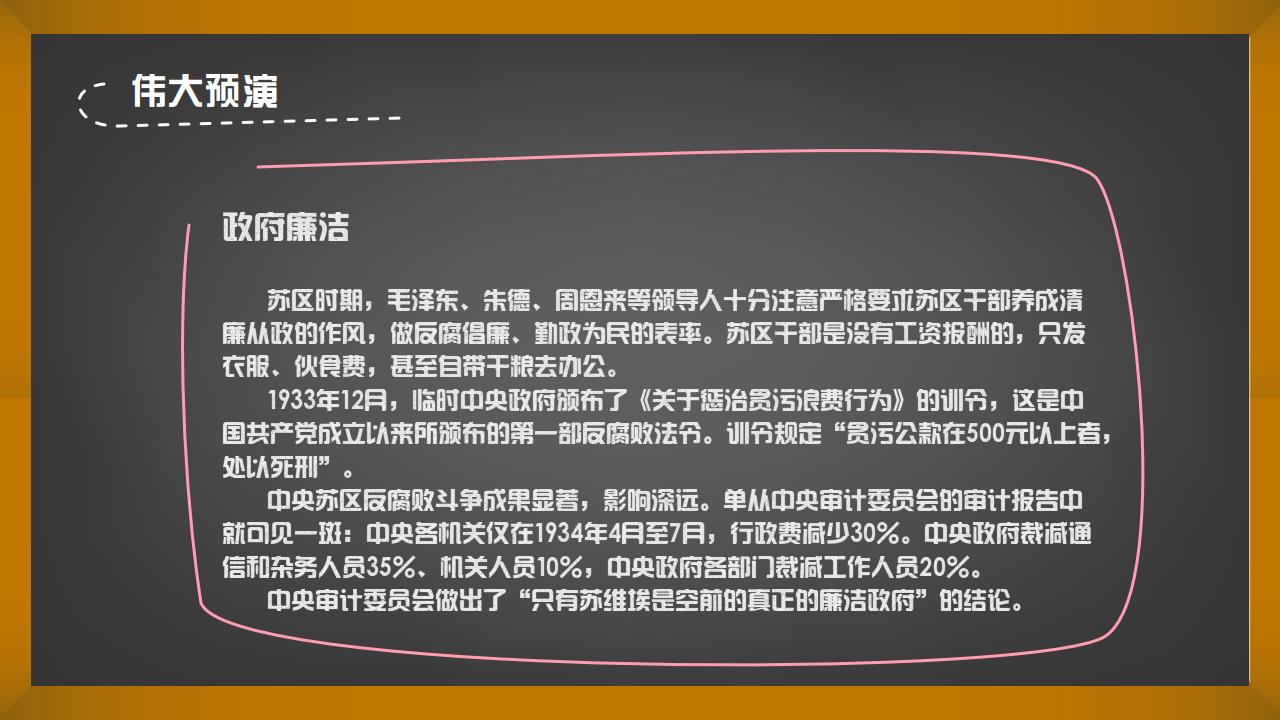 伟大预演
政府廉洁
苏区时期，毛泽东、朱德、周恩来等领导人十分注意严格要求苏区干部养成清
廉从政的作风，做反腐倡廉、勤政为民的表率。苏区干部是没有工资报酬的，只发
衣服、伙食费，甚至自带干粮去办公。
1933年12月，临时中央政府颁布了《关于惩治贪污浪费行为》的训令，这是中
国共产党成立以来所颁布的第一部反腐败法令。训令规定“贪污公款在500元以上者，
处以死刑”。
中央苏区反腐败斗争成果显著，影响深远。单从中央审计委员会的审计报告中
就可见一斑：中央各机关仅在1934年4月至7月，行政费减少30%。中央政府裁减通
信和杂务人员35%、机关人员10%，中央政府各部门裁减工作人员20%。
中央审计委员会做出了“只有苏维埃是空前的真正的廉洁政府”的结论。